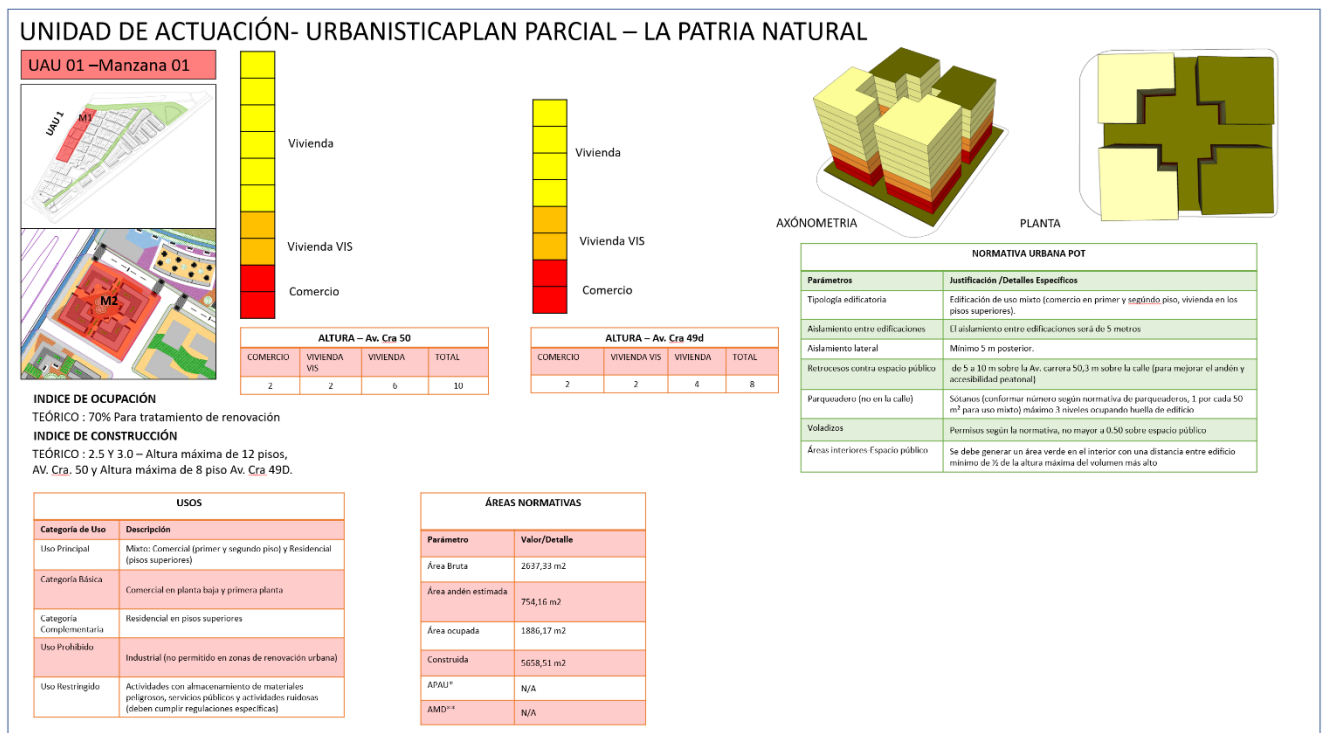 UNIDAD DE ACTUACIÓN- URBANISTICAPLAN PARCIAL – LA PATRIA NATURAL
UAU 01 –Manzana 01
UAU 1
M1
M2
Vivienda
Vivienda VIS
Comercio
Vivienda
Vivienda VIS
Comercio
AXÓNOMETRIA
PLANTA
ALTURA – Av. Cra 50
COMERCIO VIVIENDA VIS VIVIENDA TOTAL
2 2 6 10
ALTURA – Av. Cra 49d
COMERCIO VIVIENDA VIS VIVIENDA TOTAL
2 2 4 8
INDICE DE OCUPACIÓN
TEÓRICO : 70% Para tratamiento de renovación
INDICE DE CONSTRUCCIÓN
TEÓRICO : 2.5 Y 3.0 – Altura máxima de 12 pisos,
AV. Cra. 50 y Altura máxima de 8 piso Av. Cra 49D.
NORMATIVA URBANA POT
Parámetros Justificación /Detalles Específicos
Tipología edificatoria Edificación de uso mixto (comercio en primer y segúndo piso, vivienda en los
pisos superiores).
Aislamiento entre edificaciones El aislamiento entre edificaciones será de 5 metros
Aislamiento lateral Mínimo 5 m posterior.
Retrocesos contra espacio público de 5 a 10 m sobre la Av. carrera 50,3 m sobre la calle (para mejorar el andén y
accesibilidad peatonal)
Parqueadero (no en la calle) Sótanos (conformar número según normativa de parqueaderos, 1 por cada 50
m² para uso mixto) máximo 3 niveles ocupando huella de edificio
Voladizos Permisos según la normativa, no mayor a 0.50 sobre espacio público
Áreas interiores-Espacio público Se debe generar un área verde en el interior con una distancia entre edificio
mínimo de ½ de la altura máxima del volumen más alto
USOS
Categoría de Uso Descripción
Uso Principal Mixto: Comercial (primer y segundo piso) y Residencial
(pisos superiores)
Categoría Básica Comercial en planta baja y primera planta
Categoría Complementaria Residencial en pisos superiores
Uso Prohibido Industrial (no permitido en zonas de renovación urbana)
Uso Restringido Actividades con almacenamiento de materiales
peligrosos, servicios públicos y actividades ruidosas
(deben cumplir regulaciones específicas)
ÁREAS NORMATIVAS
Parámetro Valor/Detalle
Área Bruta 2637,33 m2
Área andén estimada 754,16 m2
Área ocupada 1886,17 m2
Construida 5658,51 m2
APAU* N/A
AMD** N/A